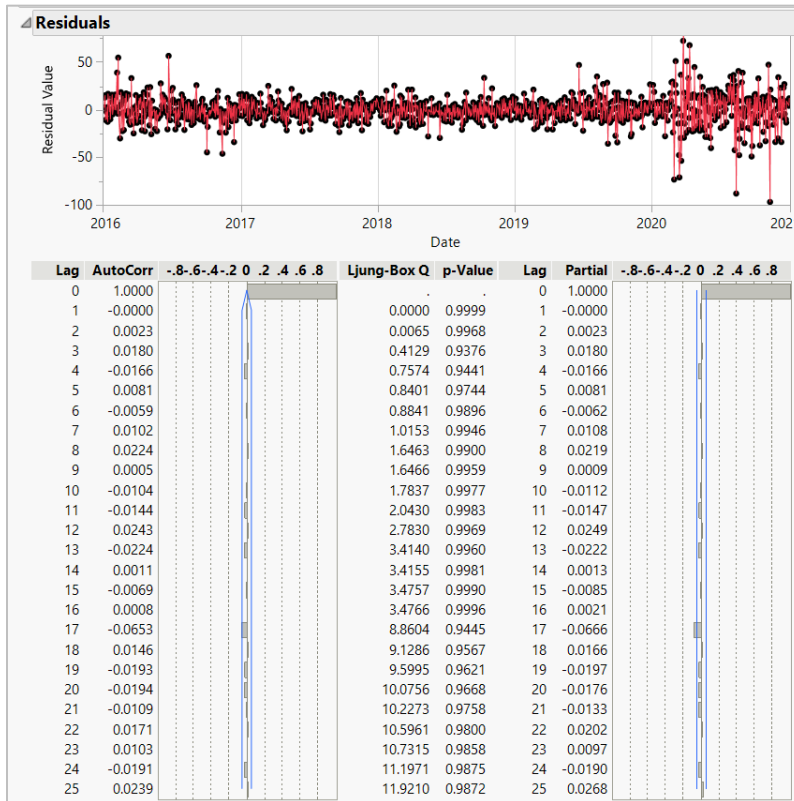 Residuals
50
0
-50
-100
Residual Value
2016 2017 2018 2019 2020 202
Date
Lag AutoCorr -.8-.6-.4-.2 0 .2 .4 .6 .8 Ljung-Box Q p-Value Lag Partial -.8-.6-.4-.2 0 .2 .4 .6 .8
0 1.0000 . . 0 1.0000
1 -0.0000 0.0000 0.9999 1 -0.0000
2 0.0023 0.0065 0.9968 2 0.0023
3 0.0180 0.4129 0.9376 3 0.0180
4 -0.0166 0.7574 0.9441 4 -0.0166
5 0.0081 0.8401 0.9744 5 0.0081
6 -0.0059 0.8841 0.9896 6 -0.0062
7 0.0102 1.0153 0.9946 7 0.0108
8 0.0224 1.6463 0.9900 8 0.0219
9 0.0005 1.6466 0.9959 9 0.0009
10 -0.0104 1.7837 0.9977 10 -0.0112
11 -0.0144 2.0430 0.9983 11 -0.0147
12 0.0243 2.7830 0.9969 12 0.0249
13 -0.0224 3.4140 0.9960 13 -0.0222
14 0.0011 3.4155 0.9981 14 0.0013
15 -0.0069 3.4757 0.9990 15 -0.0085
16 0.0008 3.4766 0.9996 16 0.0021
17 -0.0653 8.8604 0.9445 17 -0.0666
18 0.0146 9.1286 0.9567 18 0.0166
19 -0.0193 9.5995 0.9621 19 -0.0197
20 -0.0194 10.0756 0.9668 20 -0.0176
21 -0.0109 10.2273 0.9758 21 -0.0133
22 0.0171 10.5961 0.9800 22 0.0202
23 0.0103 10.7315 0.9858 23 0.0097
24 -0.0191 11.1971 0.9875 24 -0.0190
25 0.0239 11.9210 0.9872 25 0.0268